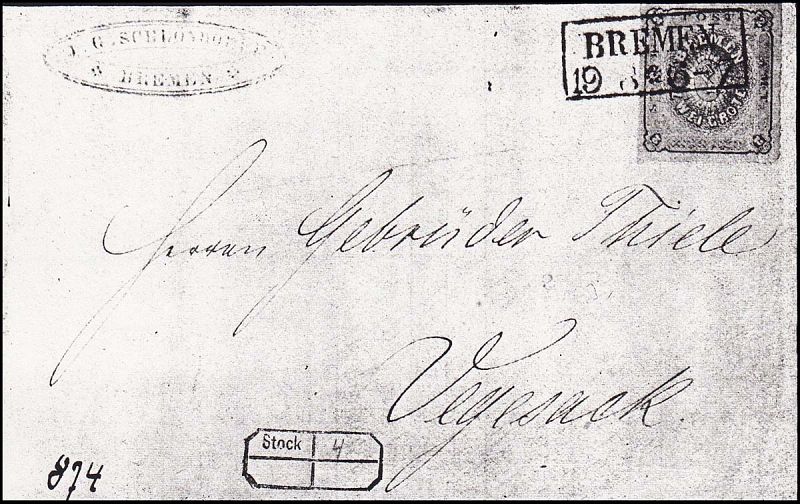 BREMEN
BREMEN
19 8
Herren Gebrüder Thiele
Vegesack.
Stock 4
874